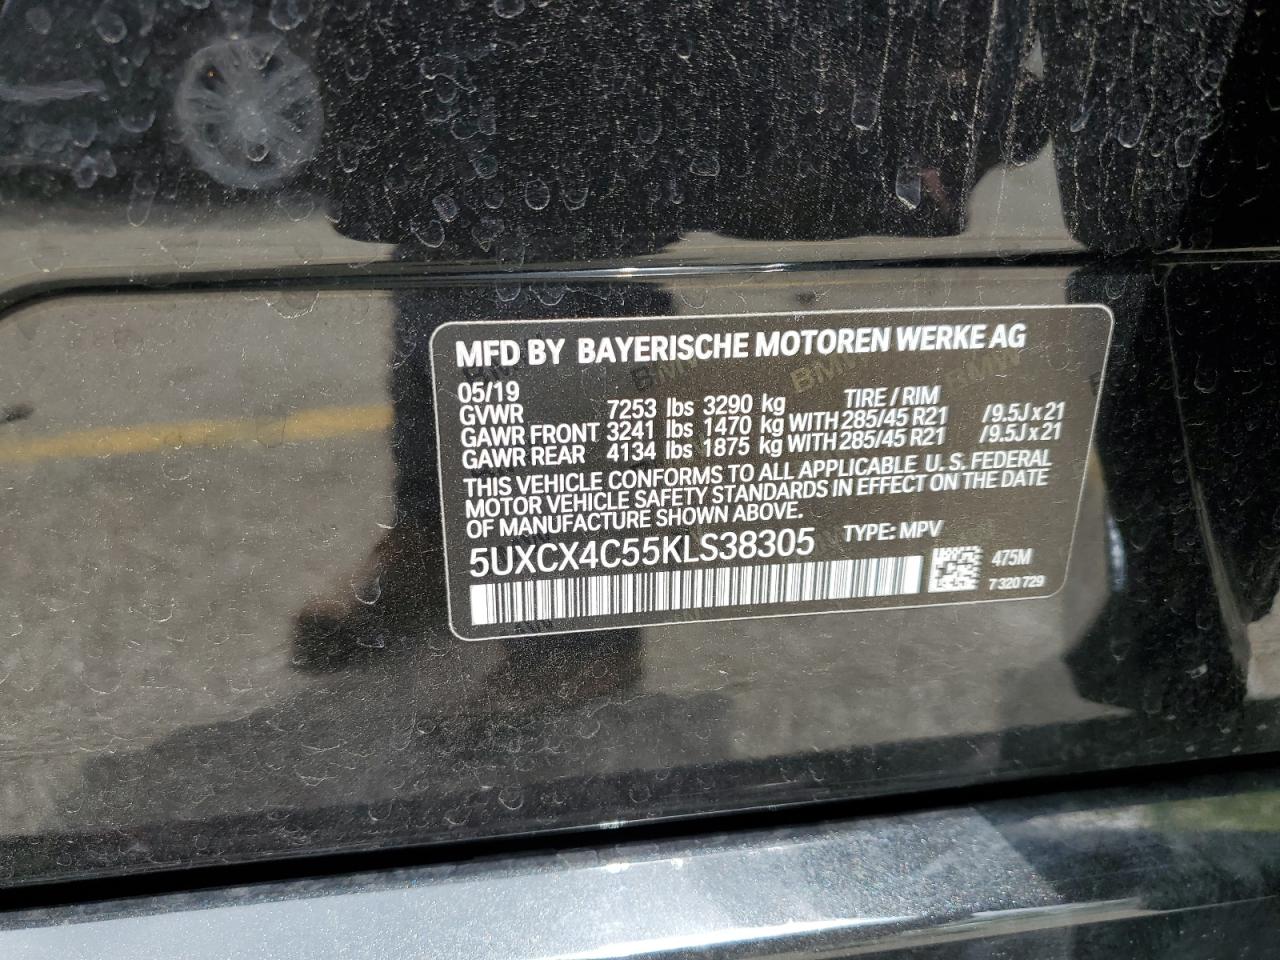 MFD BY BAYERISCHE MOTOREN WERKE AG
05/19 TIRE / RIM
GVWR 7253 lbs 3290 kg
GAWR FRONT 3241 lbs 1470 kg WITH 285/45 R21 /9.5J x 21
GAWR REAR 4134 lbs 1875 kg WITH 285/45 R21 /9.5J x 21
THIS VEHICLE CONFORMS TO ALL APPLICABLE U.S. FEDERAL
MOTOR VEHICLE SAFETY STANDARDS IN EFFECT ON THE DATE
OF MANUFACTURE SHOWN ABOVE.
5UXCX4C55KLS38305 TYPE: MPV
475M
7 320 729